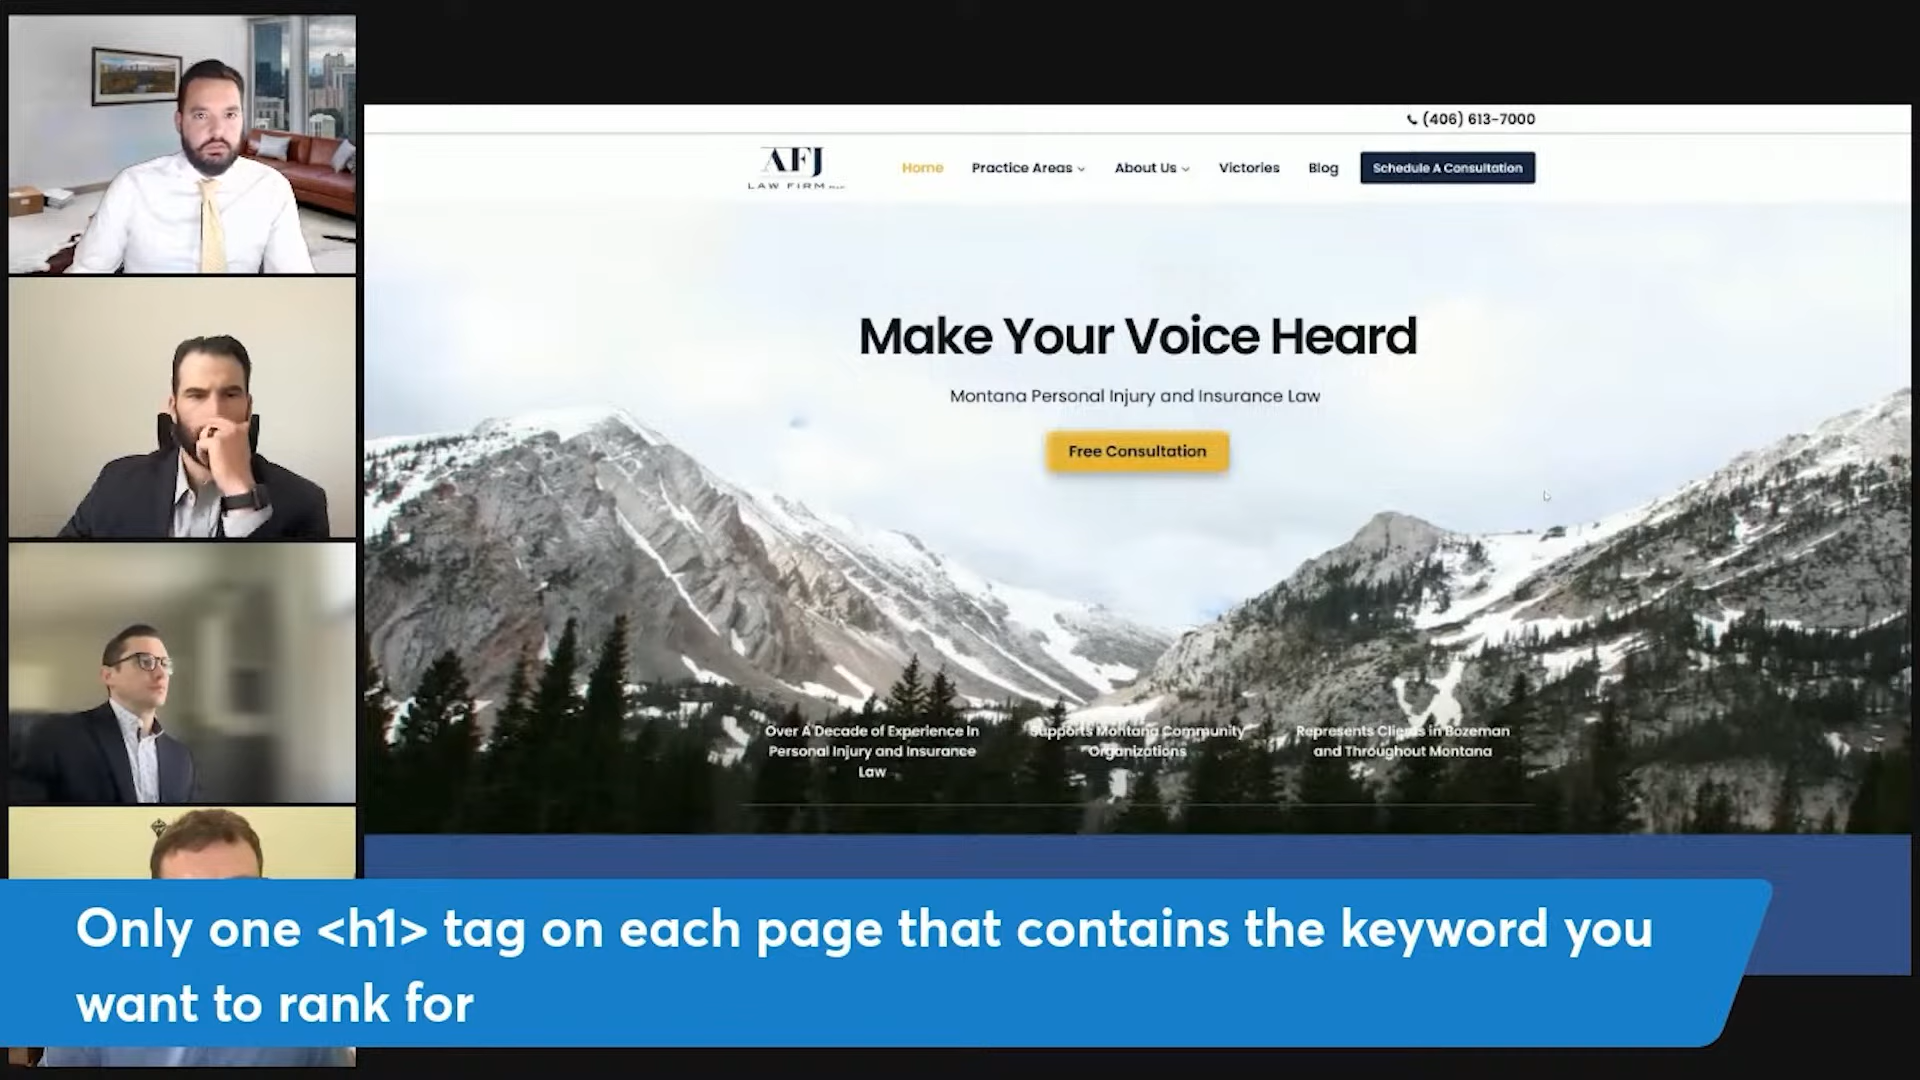 (406) 613-7000
AFJ
LAW FIRM
Home
Practice Areas
About Us
Victories
Blog
Schedule A Consultation
Make Your Voice Heard
Montana Personal Injury and Insurance Law
Free Consultation
Over A Decade of Experience In
Personal Injury and Insurance
Law
Supports Montana Community
Organizations
Represents Clients in Bozeman
and Throughout Montana
Only one <h1> tag on each page that contains the keyword you
want to rank for